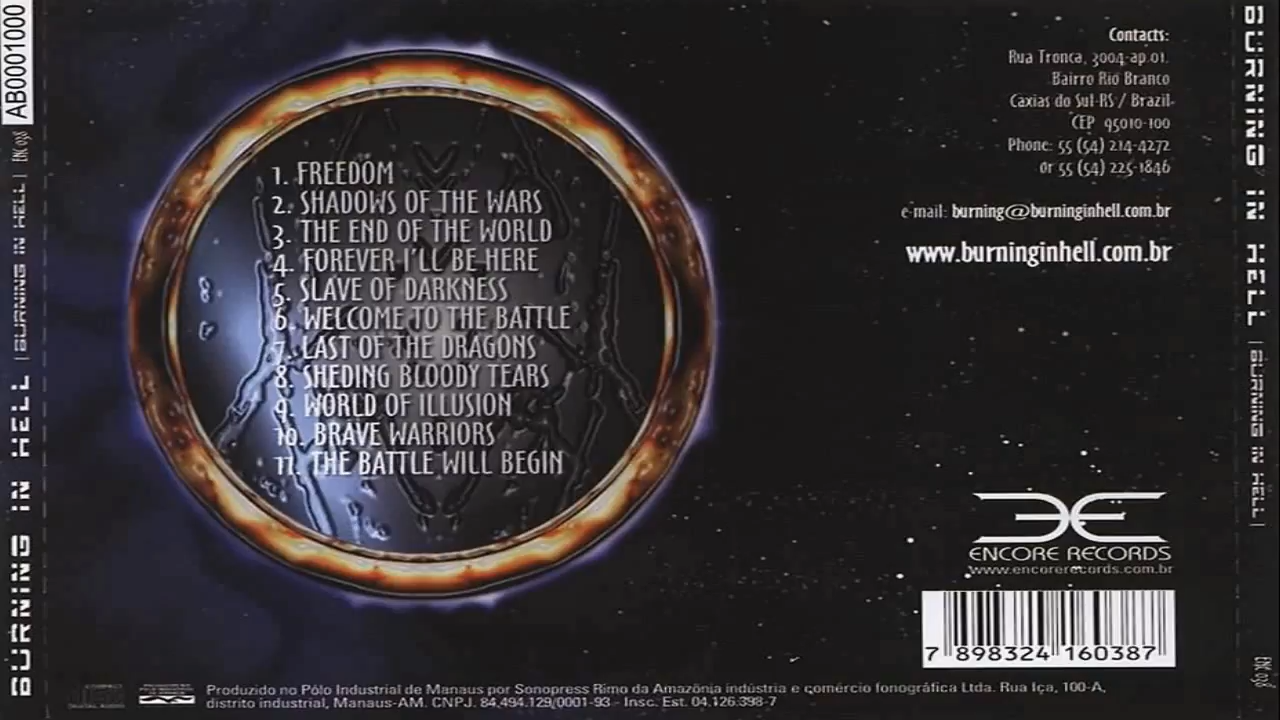 AB0001000
BURNING IN HELL | BURNING IN HELL | ENC 038
1. FREEDOM
2. SHADOWS OF THE WARS
3. THE END OF THE WORLD
4. FOREVER I'LL BE HERE
5. SLAVE OF DARKNESS
6. WELCOME TO THE BATTLE
7. LAST OF THE DRAGONS
8. SHEDING BLOODY TEARS
9. WORLD OF ILLUSION
10. BRAVE WARRIORS
11. THE BATTLE WILL BEGIN
Contacts:
Rua Tronca, 3004-ap.01.
Bairro Rio Branco
Caxias do Sul-RS / Brazil.
CEP 95010-100
Phone: 55 (54) 214-4272
or 55 (54) 225-1846
e-mail: burning@burninginhell.com.br
www.burninginhell.com.br
ENCORE RECORDS
www.encorerecords.com.br
7 898324 160387
Produzido no Pólo Industrial de Manaus por Sonopress Rimo da Amazônia indústria e comércio fonográfica Ltda. Rua Iça, 100-A,
distrito industrial, Manaus-AM. CNPJ. 84.494.129/0001-93 - Insc. Est. 04.126.398-7
BURNING IN HELL | BURNING IN HELL |
ENC 038